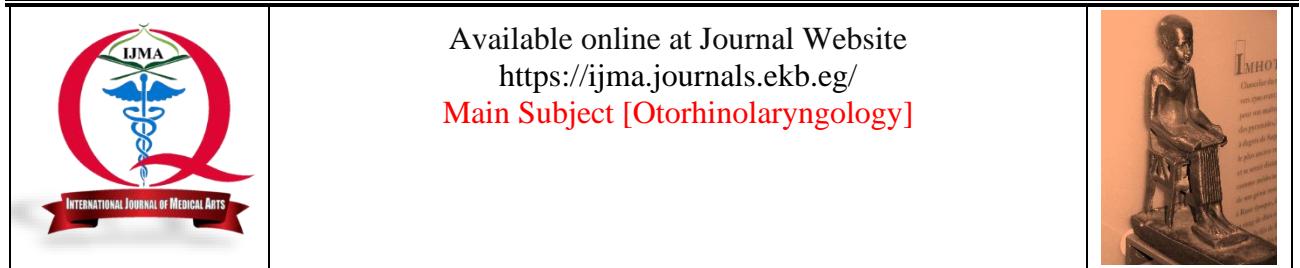 IJMA
INTERNATIONAL JOURNAL OF MEDICAL ARTS
Available online at Journal Website
https://ijma.journals.ekb.eg/
Main Subject [Otorhinolaryngology]
IMHOT